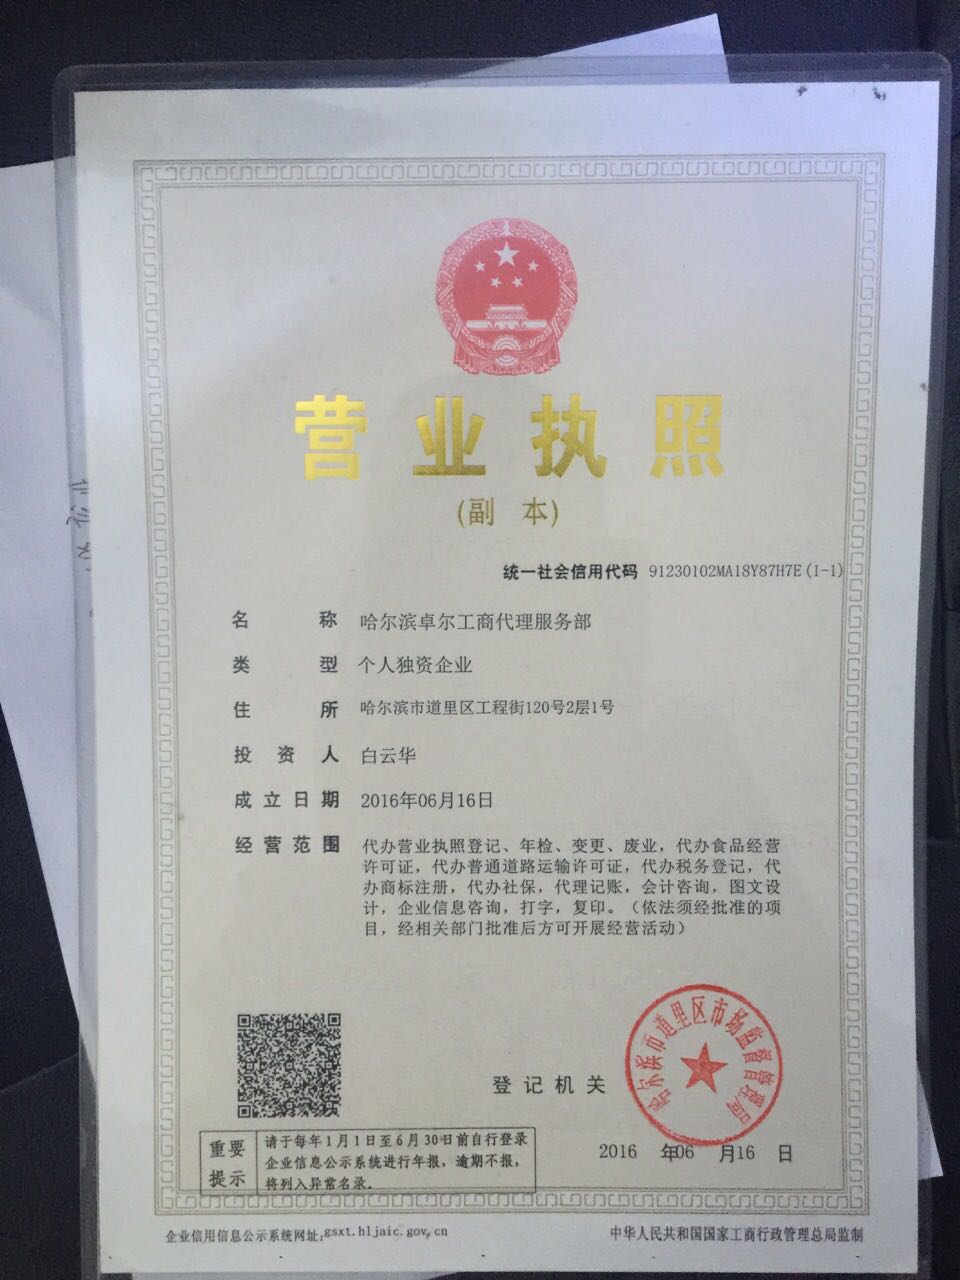 营业执照
(副 本)
统一社会信用代码 91230102MA18Y87H7E(1-1)
名 称 哈尔滨卓尔工商代理服务部
类 型 个人独资企业
住 所 哈尔滨市道里区工程街120号2层1号
投 资 人 白云华
成立日期 2016年06月16日
经营范围 代办营业执照登记、年检、变更、废业，代办食品经营
许可证，代办普通道路运输许可证，代办税务登记，代
办商标注册，代办社保，代理记账，会计咨询，图文设
计，企业信息咨询，打字，复印。（依法须经批准的项
目，经相关部门批准后方可开展经营活动）
哈尔滨市道里区市场监督管理局
登记机关
2016 年06 月16 日
重要
提示
请于每年1月1日至6月30日前自行登录
企业信息公示系统进行年报，逾期不报，
将列入异常名录．
企业信用信息公示系统网址:gsxt.hljaic.gov.cn
中华人民共和国国家工商行政管理总局监制